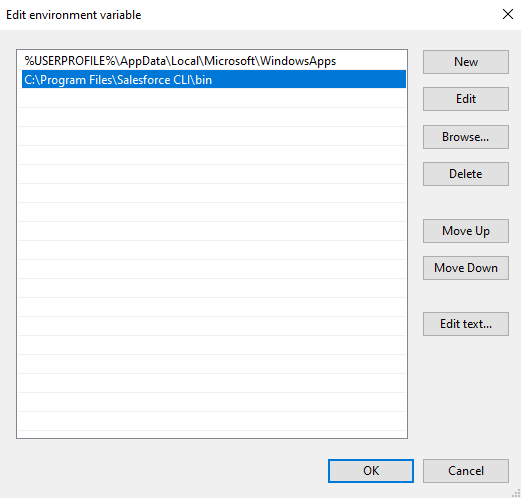 Edit environment variable
%USERPROFILE%\AppData\Local\Microsoft\WindowsApps
C:\Program Files\Salesforce CLI\bin
New
Edit
Browse...
Delete
Move Up
Move Down
Edit text...
OK
Cancel